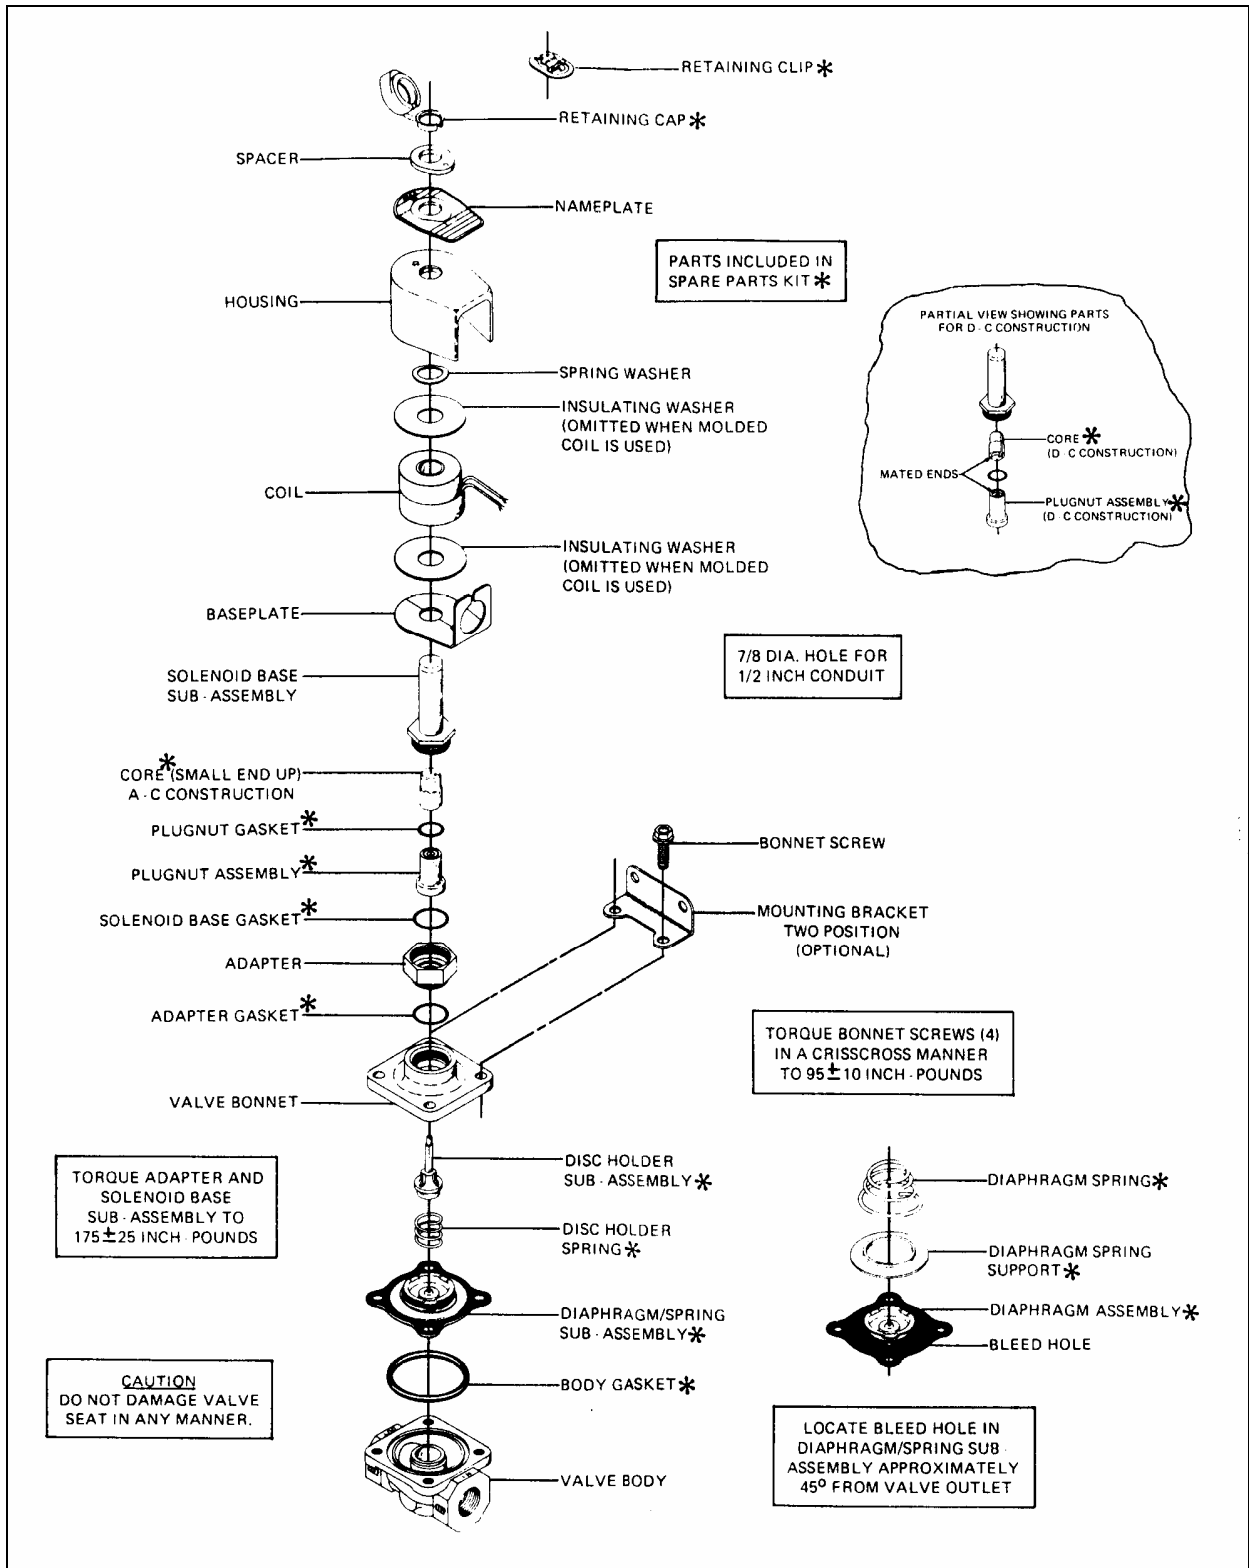 RETAINING CLIP*
RETAINING CAP*
SPACER
NAMEPLATE
PARTS INCLUDED IN
SPARE PARTS KIT*
HOUSING
PARTIAL VIEW SHOWING PARTS
FOR D-C CONSTRUCTION
SPRING WASHER
INSULATING WASHER
(OMITTED WHEN MOLDED
COIL IS USED)
CORE*
(D-C CONSTRUCTION)
MATED ENDS
PLUGNUT ASSEMBLY*
(D-C CONSTRUCTION)
COIL
INSULATING WASHER
(OMITTED WHEN MOLDED
COIL IS USED)
BASEPLATE
7/8 DIA. HOLE FOR
1/2 INCH CONDUIT
SOLENOID BASE
SUB-ASSEMBLY
CORE*(SMALL END UP)
A-C CONSTRUCTION
PLUGNUT GASKET*
BONNET SCREW
PLUGNUT ASSEMBLY*
SOLENOID BASE GASKET*
MOUNTING BRACKET
TWO POSITION
(OPTIONAL)
ADAPTER
ADAPTER GASKET*
TORQUE BONNET SCREWS (4)
IN A CRISSCROSS MANNER
TO 95±10 INCH-POUNDS
VALVE BONNET
TORQUE ADAPTER AND
SOLENOID BASE
SUB-ASSEMBLY TO
175±25 INCH-POUNDS
DISC HOLDER
SUB-ASSEMBLY*
DISC HOLDER
SPRING*
DIAPHRAGM SPRING*
DIAPHRAGM SPRING
SUPPORT*
DIAPHRAGM/SPRING
SUB-ASSEMBLY*
DIAPHRAGM ASSEMBLY*
BLEED HOLE
CAUTION
DO NOT DAMAGE VALVE
SEAT IN ANY MANNER.
BODY GASKET*
LOCATE BLEED HOLE IN
DIAPHRAGM/SPRING SUB-
ASSEMBLY APPROXIMATELY
45° FROM VALVE OUTLET
VALVE BODY